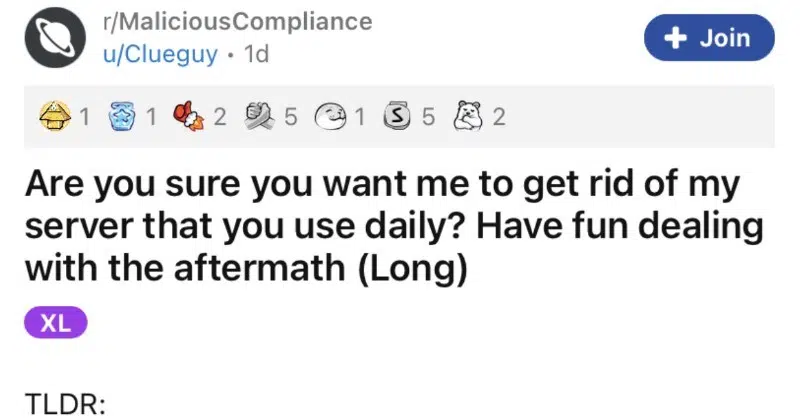 r/MaliciousCompliance
u/Clueguy • 1d
+ Join
1 1 2 5 1 S 5 2
Are you sure you want me to get rid of my
server that you use daily? Have fun dealing
with the aftermath (Long)
XL
TLDR: